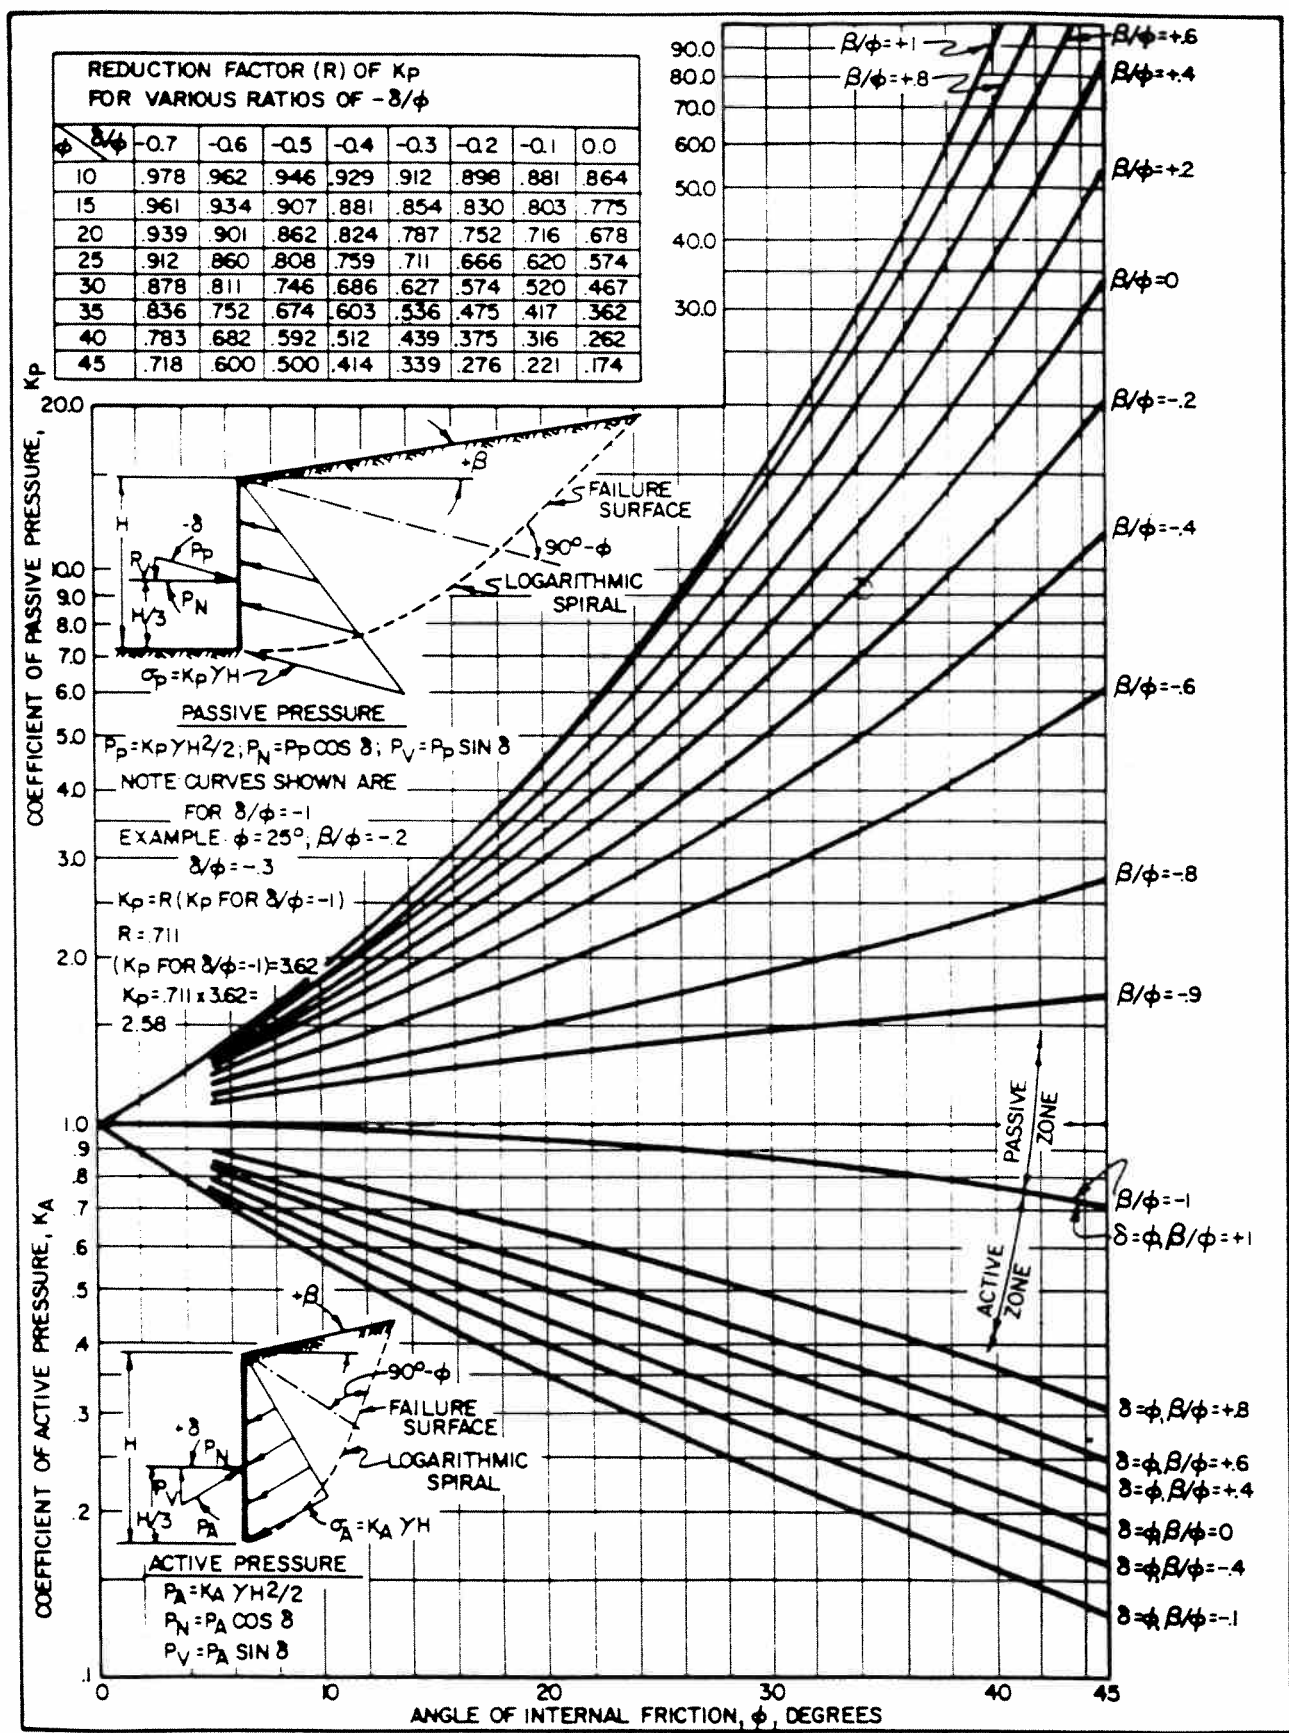 REDUCTION FACTOR (R) OF KP
FOR VARIOUS RATIOS OF -δ/ϕ
ϕ δ/ϕ -0.7 -0.6 -0.5 -0.4 -0.3 -0.2 -0.1 0.0
10 .978 .962 .946 .929 .912 .898 .881 .864
15 .961 .934 .907 .881 .854 .830 .803 .775
20 .939 .901 .862 .824 .787 .752 .716 .678
25 .912 .860 .808 .759 .711 .666 .620 .574
30 .878 .811 .746 .686 .627 .574 .520 .467
35 .836 .752 .674 .603 .536 .475 .417 .362
40 .783 .682 .592 .512 .439 .375 .316 .262
45 .718 .600 .500 .414 .339 .276 .221 .174
90.0
80.0
70.0
60.0
50.0
40.0
30.0
β/ϕ=+1
β/ϕ=+.8
β/ϕ=+.6
β/ϕ=+.4
β/ϕ=+.2
β/ϕ=0
β/ϕ=-.2
β/ϕ=-.4
β/ϕ=-.6
β/ϕ=-.8
β/ϕ=-.9
β/ϕ=-1
δ=ϕ,β/ϕ=+1
δ=ϕ,β/ϕ=+.8
δ=ϕ,β/ϕ=+.6
δ=ϕ,β/ϕ=+.4
δ=ϕ,β/ϕ=0
δ=ϕ,β/ϕ=-.4
δ=ϕ,β/ϕ=-.1
COEFFICIENT OF PASSIVE PRESSURE, KP
20.0
10.0
9.0
8.0
7.0
6.0
5.0
4.0
3.0
2.0
1.0
.9
.8
.7
.6
.5
.4
.3
.2
.1
COEFFICIENT OF ACTIVE PRESSURE, KA
+β
H
-δ
PP
RV
PN
H/3
FAILURE
SURFACE
90°-ϕ
LOGARITHMIC
SPIRAL
σP=KPγH
PASSIVE PRESSURE
PP=KPγH2/2; PN=PP COS δ; PV=PP SIN δ
NOTE: CURVES SHOWN ARE
FOR δ/ϕ=-1
EXAMPLE: ϕ=25°; β/ϕ=-.2
δ/ϕ=-.3
KP=R(KP FOR δ/ϕ=-1)
R=.711
(KP FOR δ/ϕ=-1)=3.62
KP=.711 x 3.62=
2.58
PASSIVE
ZONE
ACTIVE
ZONE
+β
90°-ϕ
FAILURE
SURFACE
LOGARITHMIC
SPIRAL
H
+δ
PN
PV
H/3
PA
σA=KA γH
ACTIVE PRESSURE
PA=KA γH2/2
PN=PA COS δ
PV=PA SIN δ
0 10 20 30 40 45
ANGLE OF INTERNAL FRICTION, ϕ, DEGREES